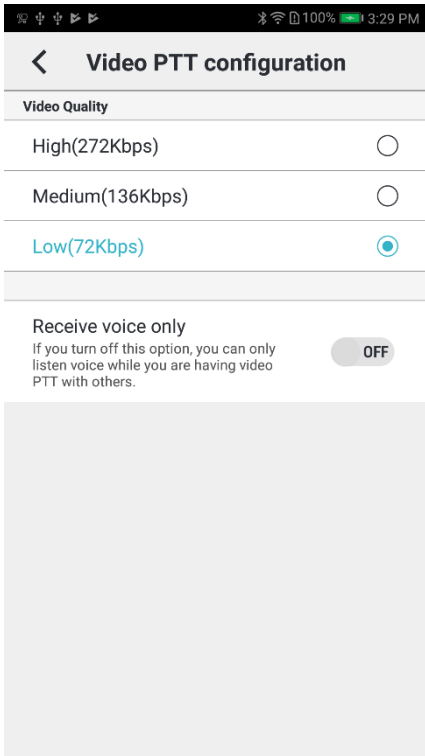 100% 3:29 PM
Video PTT configuration
Video Quality
High(272Kbps)
Medium(136Kbps)
Low(72Kbps)
Receive voice only
If you turn off this option, you can only
listen voice while you are having video
PTT with others.
OFF